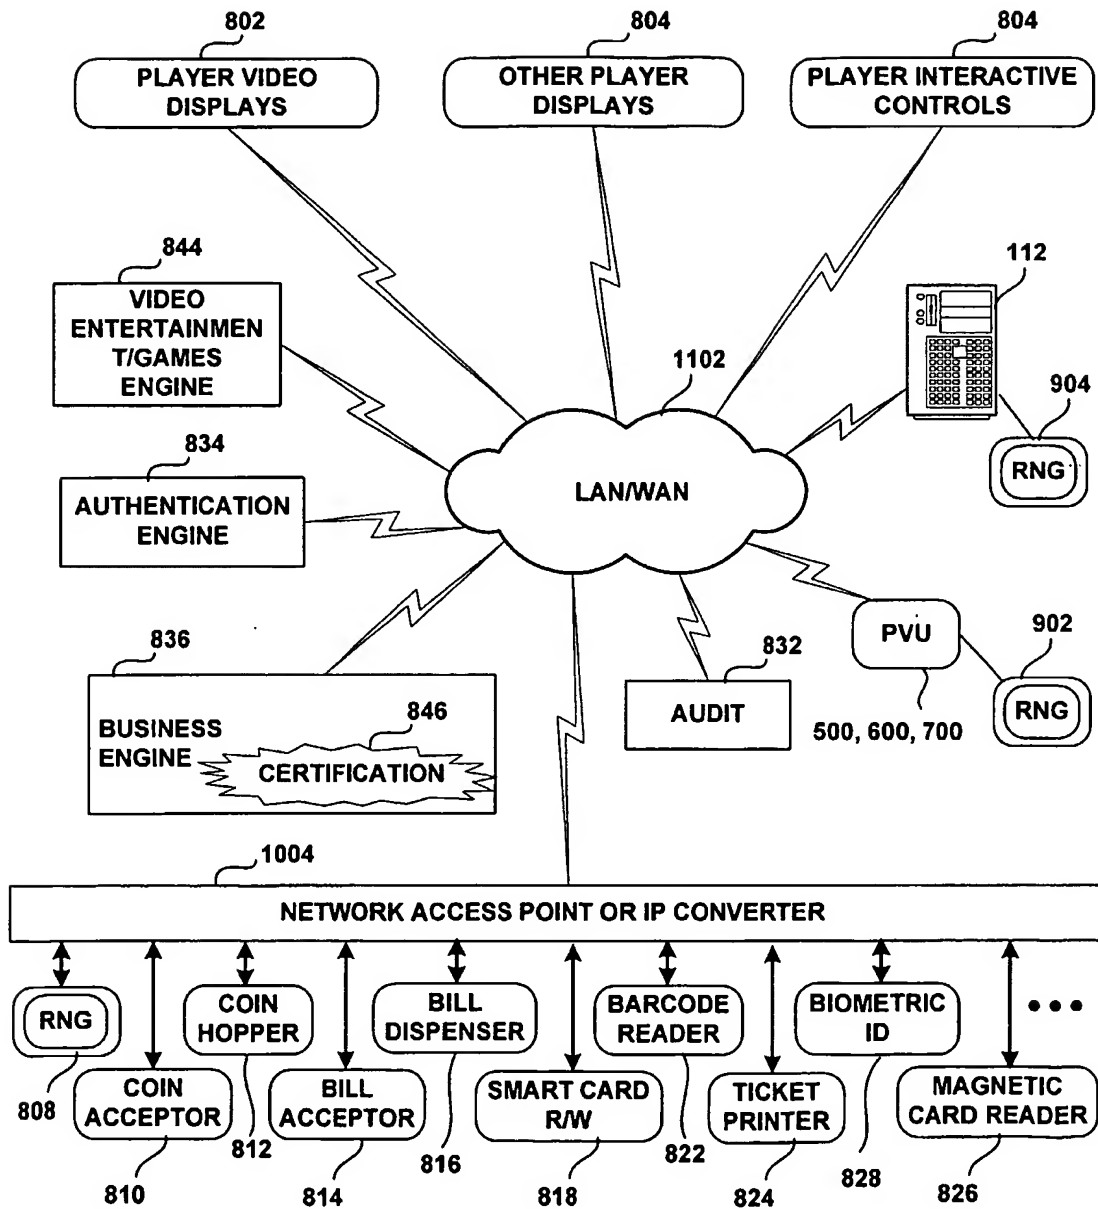 802
804
804
PLAYER VIDEO
DISPLAYS
OTHER PLAYER
DISPLAYS
PLAYER INTERACTIVE
CONTROLS
844
VIDEO
ENTERTAINMEN
T/GAMES
ENGINE
112
1102
904
RNG
834
AUTHENTICATION
ENGINE
LAN/WAN
836
BUSINESS
ENGINE
846
CERTIFICATION
832
AUDIT
PVU
500, 600, 700
902
RNG
1004
NETWORK ACCESS POINT OR IP CONVERTER
RNG
808
COIN
ACCEPTOR
810
COIN
HOPPER
812
BILL
ACCEPTOR
814
BILL
DISPENSER
816
SMART CARD
R/W
818
BARCODE
READER
822
TICKET
PRINTER
824
BIOMETRIC
ID
828
MAGNETIC
CARD READER
826